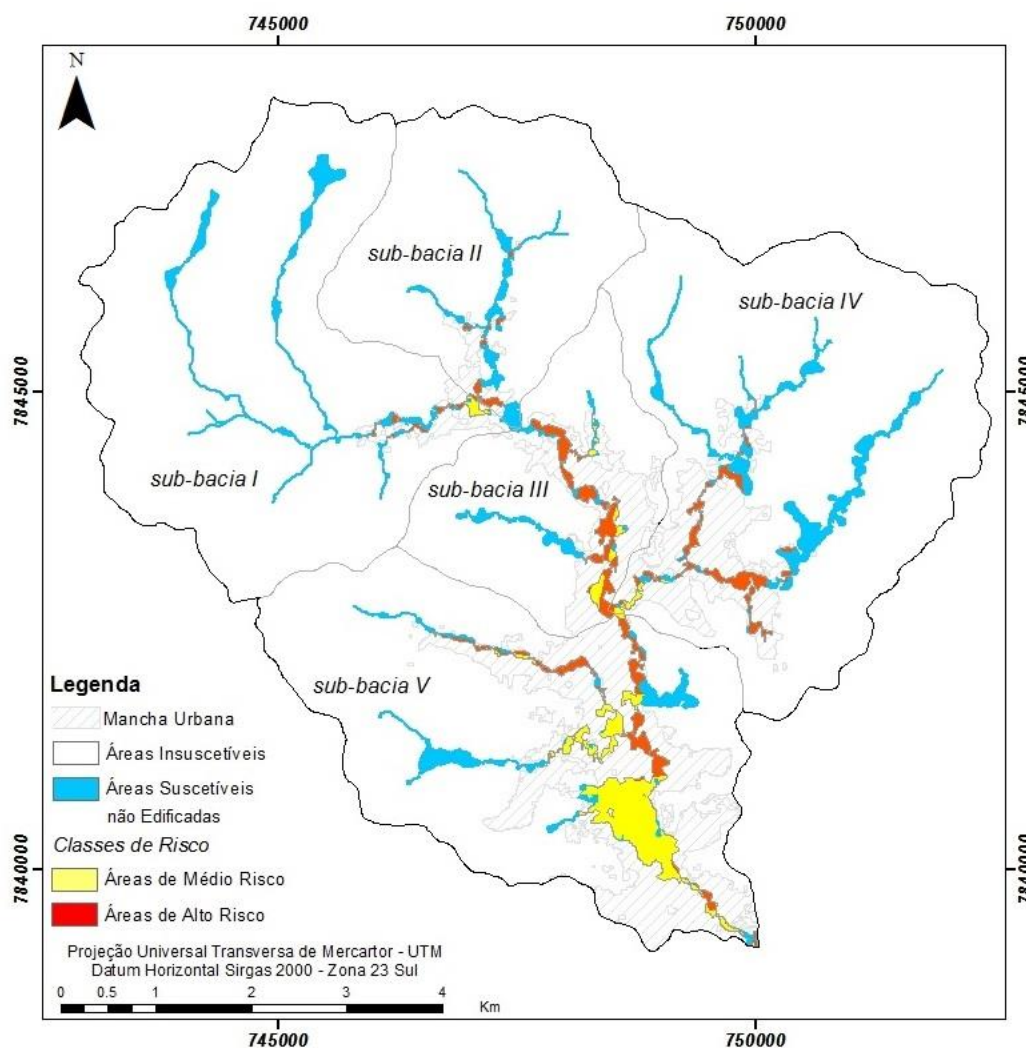 745000
750000
N
sub-bacia II
sub-bacia IV
7845000
7845000
sub-bacia I
sub-bacia III
sub-bacia V
Legenda
Mancha Urbana
Áreas Insuscetíveis
Áreas Suscetíveis
não Edificadas
Classes de Risco
Áreas de Médio Risco
Áreas de Alto Risco
7840000
7840000
Projeção Universal Transversa de Mercartor - UTM
Datum Horizontal Sirgas 2000 - Zona 23 Sul
0 0,5 1 2 3 4
Km
745000
750000